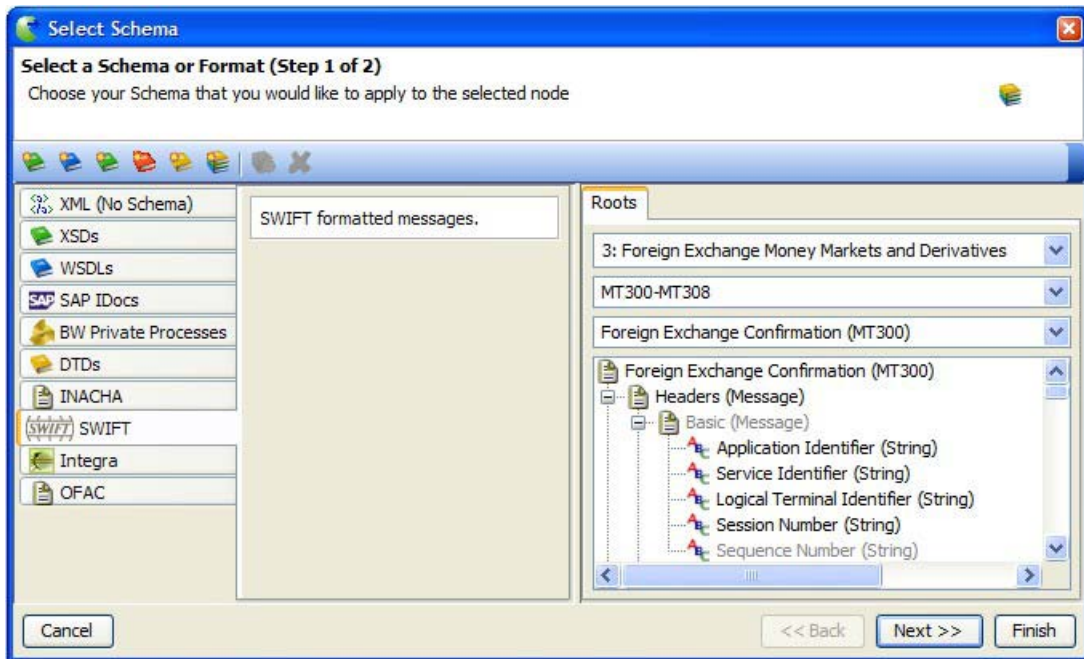 Select Schema
Select a Schema or Format (Step 1 of 2)
Choose your Schema that you would like to apply to the selected node
XML (No Schema)
XSDs
WSDLs
SAP SAP IDocs
BW Private Processes
DTDs
INACHA
SWIFT SWIFT
Integra
OFAC
SWIFT formatted messages.
Roots
3: Foreign Exchange Money Markets and Derivatives
MT300-MT308
Foreign Exchange Confirmation (MT300)
Foreign Exchange Confirmation (MT300)
Headers (Message)
Basic (Message)
Application Identifier (String)
Service Identifier (String)
Logical Terminal Identifier (String)
Session Number (String)
Sequence Number (String)
Cancel
<< Back
Next >>
Finish